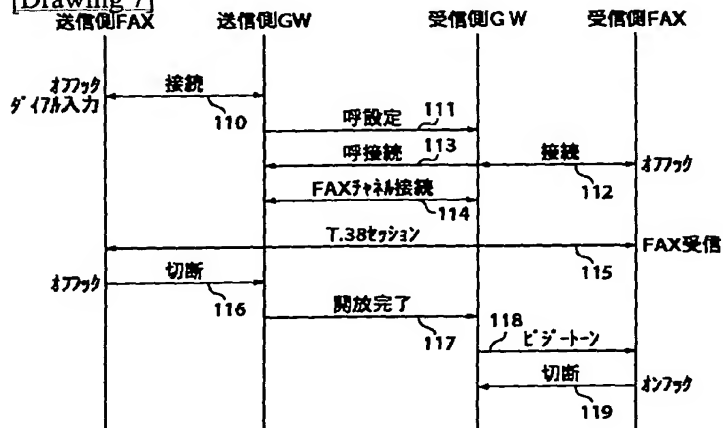 [Drawing 7]
送信側FAX 送信側GW 受信側GW 受信側FAX
オフフック
ダイアル入力
接続
110
呼設定 111
呼接続 113
接続
オフフック
112
FAXチャネル接続
114
T.38セッション
FAX受信
115
オフフック
切断
116
開放完了
117
118
ビジートーン
切断
オンフック
119